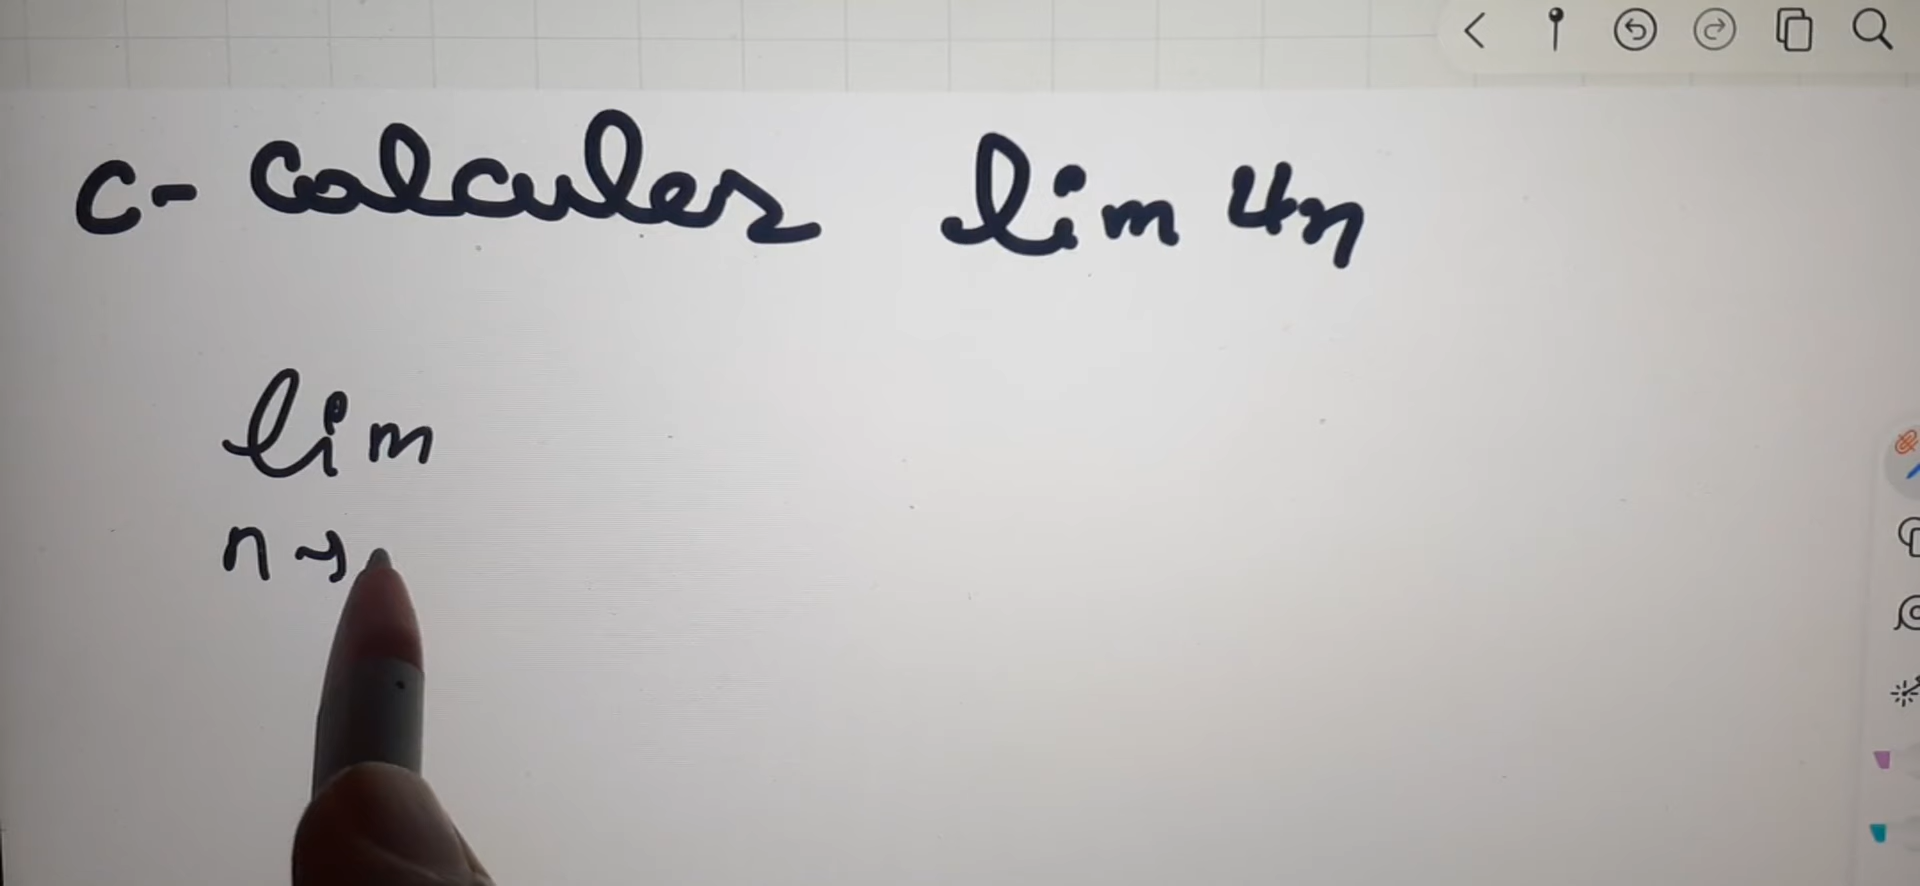 c- calculer lim Un
lim
n →